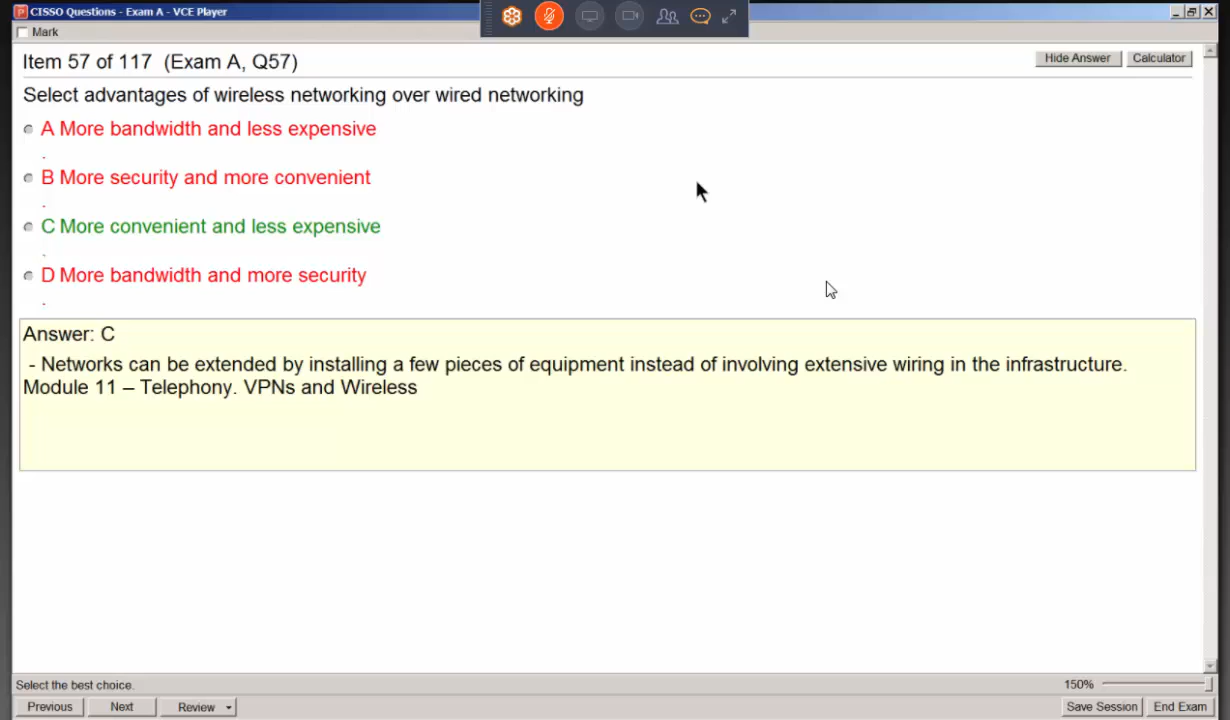 CISSO Questions - Exam A - VCE Player
Mark
Item 57 of 117 (Exam A, Q57)
Hide Answer
Calculator
Select advantages of wireless networking over wired networking
A More bandwidth and less expensive
.
B More security and more convenient
.
C More convenient and less expensive
.
D More bandwidth and more security
.
Answer: C
- Networks can be extended by installing a few pieces of equipment instead of involving extensive wiring in the infrastructure.
Module 11 – Telephony. VPNs and Wireless
Select the best choice.
150%
Previous
Next
Review
Save Session
End Exam